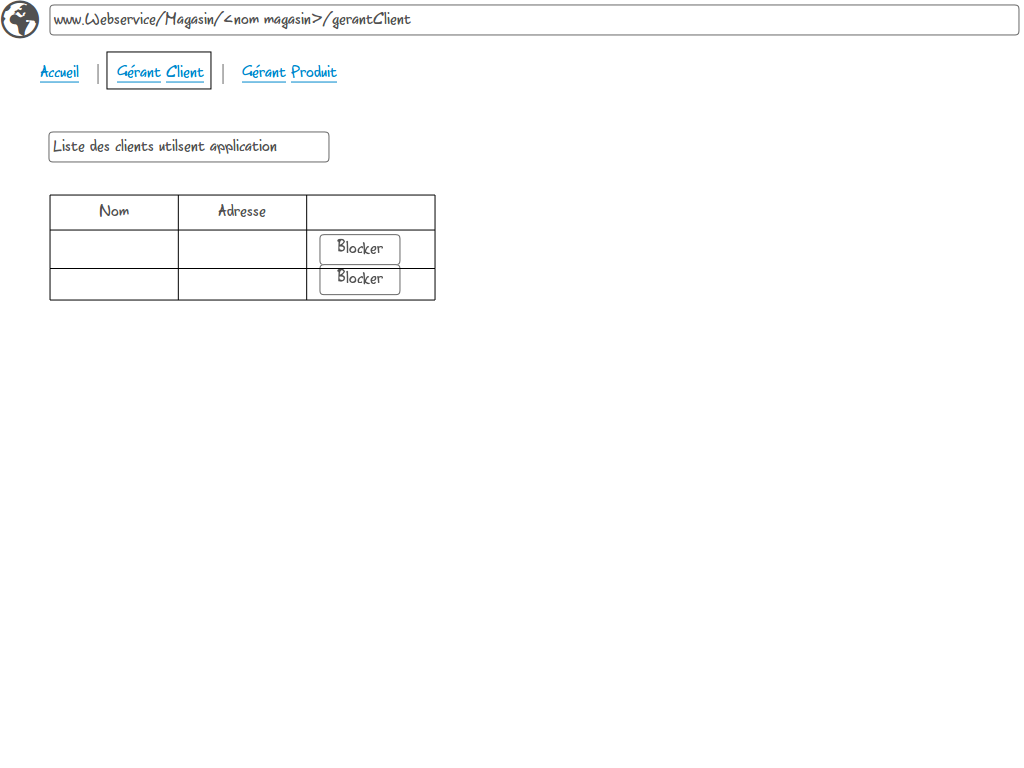 www.Webservice/Magasin/<nom magasin>/gerantClient
Accueil | Gérant Client | Gérant Produit
Liste des clients utilsent application
Nom Adresse
Blocker
Blocker